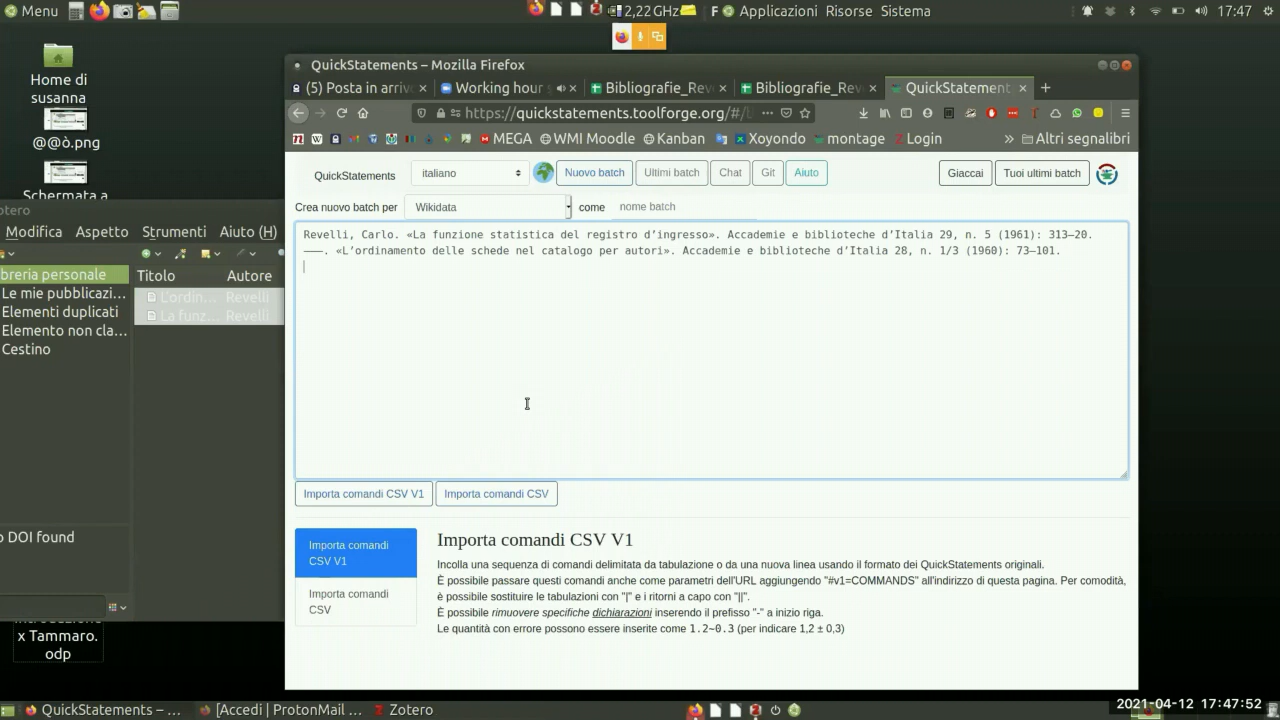 Menu
2,22 GHz
F
Applicazioni Risorse Sistema
17:47
Home di
susanna
@@ò.png
Schermata a
QuickStatements – Mozilla Firefox
(5) Posta in arriv
Working hour
Bibliografie_Rev
Bibliografie_Rev
QuickStatement
https://quickstatements.toolforge.org/#/
MEGA
WMI Moodle
Kanban
Xoyondo
montage
Login
Altri segnalibri
QuickStatements
italiano
Nuovo batch
Ultimi batch
Chat
Git
Aiuto
Giaccai
Tuoi ultimi batch
Crea nuovo batch per
Wikidata
come
nome batch
Revelli, Carlo. «La funzione statistica del registro d’ingresso». Accademie e biblioteche d’Italia 29, n. 5 (1961): 313–20.
———. «L’ordinamento delle schede nel catalogo per autori». Accademie e biblioteche d’Italia 28, n. 1/3 (1960): 73–101.
Importa comandi CSV V1
Importa comandi CSV
Importa comandi
CSV V1
Importa comandi
CSV
Importa comandi CSV V1
Incolla una sequenza di comandi delimitata da tabulazione o da una nuova linea usando il formato dei QuickStatements originali.
È possibile passare questi comandi anche come parametri dell'URL aggiungendo "#v1=COMMANDS" all'indirizzo di questa pagina. Per comodità,
è possibile sostituire le tabulazioni con "|" e i ritorni a capo con "||".
È possibile rimuovere specifiche dichiarazioni inserendo il prefisso "-" a inizio riga.
Le quantità con errore possono essere inserite come 1.2~0.3 (per indicare 1,2 ± 0,3)
otero
Modifica Aspetto Strumenti Aiuto (H)
breria personale
Le mie pubblicazi...
Elementi duplicati
Elemento non cla...
Cestino
Titolo
Autore
L'ordin... Revelli
La funz... Revelli
o DOI found
x Tammaro.
odp
QuickStatements – ...
[Accedi | ProtonMail ...
Zotero
2021-04-12 17:47:52